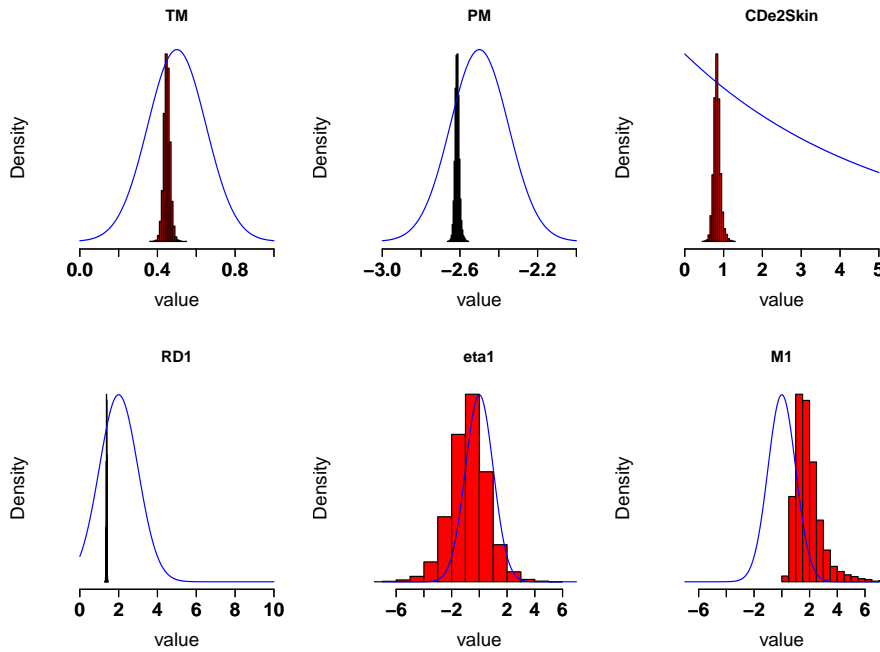 TM PM CDe2Skin
Density Density Density
0.0 0.4 0.8 −3.0 −2.6 −2.2 0 1 2 3 4 5
value value value
RD1 eta1 M1
Density Density Density
0 2 4 6 8 10 −6 −2 2 4 6 −6 −2 2 4 6
value value value